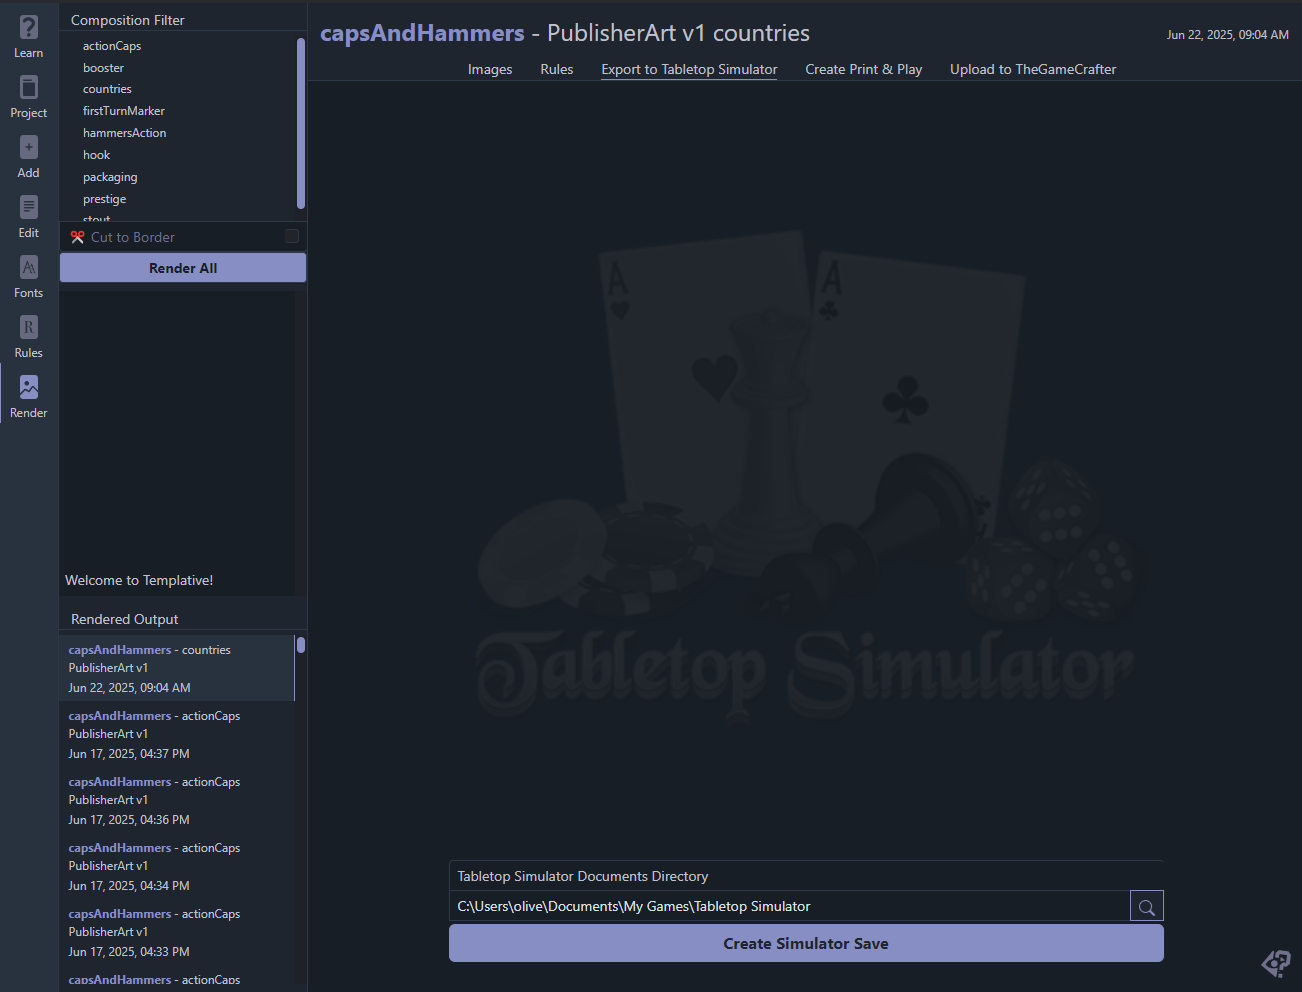 Learn
Project
Add
Edit
Fonts
Rules
Render
Composition Filter
actionCaps
booster
countries
firstTurnMarker
hammersAction
hook
packaging
prestige
stout
Cut to Border
Render All
Welcome to Templative!
Rendered Output
capsAndHammers - countries
PublisherArt v1
Jun 22, 2025, 09:04 AM
capsAndHammers - actionCaps
PublisherArt v1
Jun 17, 2025, 04:37 PM
capsAndHammers - actionCaps
PublisherArt v1
Jun 17, 2025, 04:36 PM
capsAndHammers - actionCaps
PublisherArt v1
Jun 17, 2025, 04:34 PM
capsAndHammers - actionCaps
PublisherArt v1
Jun 17, 2025, 04:33 PM
capsAndHammers - actionCaps
capsAndHammers - PublisherArt v1 countries
Jun 22, 2025, 09:04 AM
Images Rules Export to Tabletop Simulator Create Print & Play Upload to TheGameCrafter
A A
Tabletop Simulator
Tabletop Simulator Documents Directory
C:\Users\olive\Documents\My Games\Tabletop Simulator
Create Simulator Save